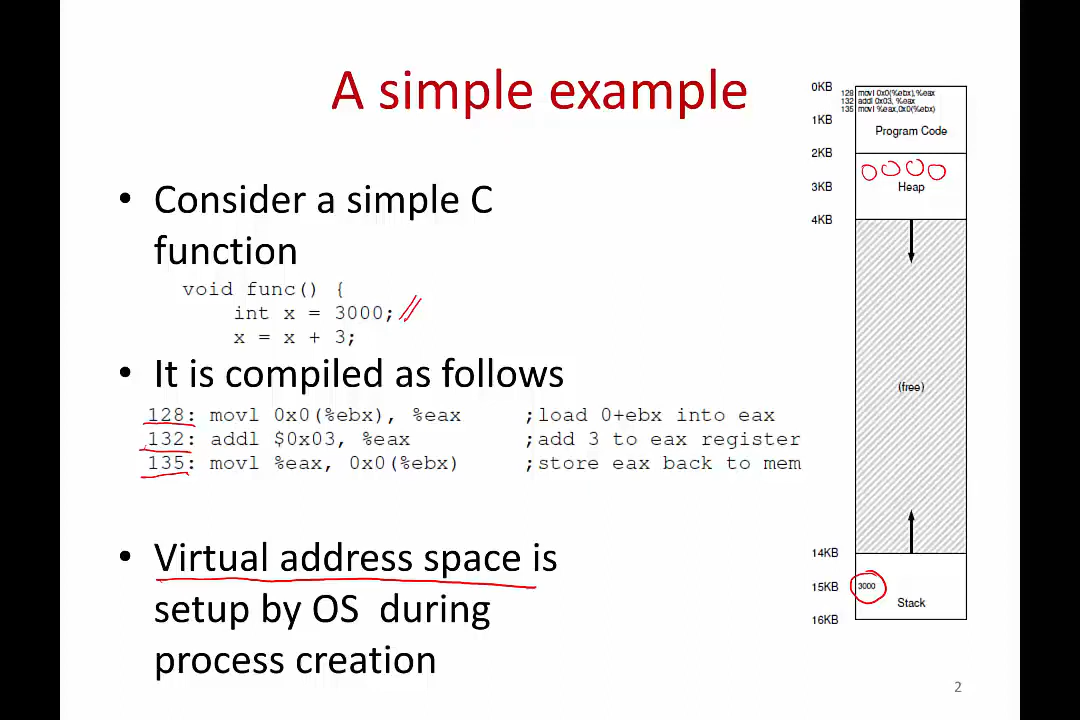 A simple example
• Consider a simple C
function
void func() {
int x = 3000;
x = x + 3;
• It is compiled as follows
128: movl 0x0(%ebx), %eax ;load 0+ebx into eax
132: addl $0x03, %eax ;add 3 to eax register
135: movl %eax, 0x0(%ebx) ;store eax back to mem
• Virtual address space is
setup by OS during
process creation
0KB
128 movl 0x0(%ebx),%eax
132 addl 0x03, %eax
135 movl %eax,0x0(%ebx)
1KB
Program Code
2KB
3KB
Heap
4KB
(free)
14KB
15KB
3000
Stack
16KB
2